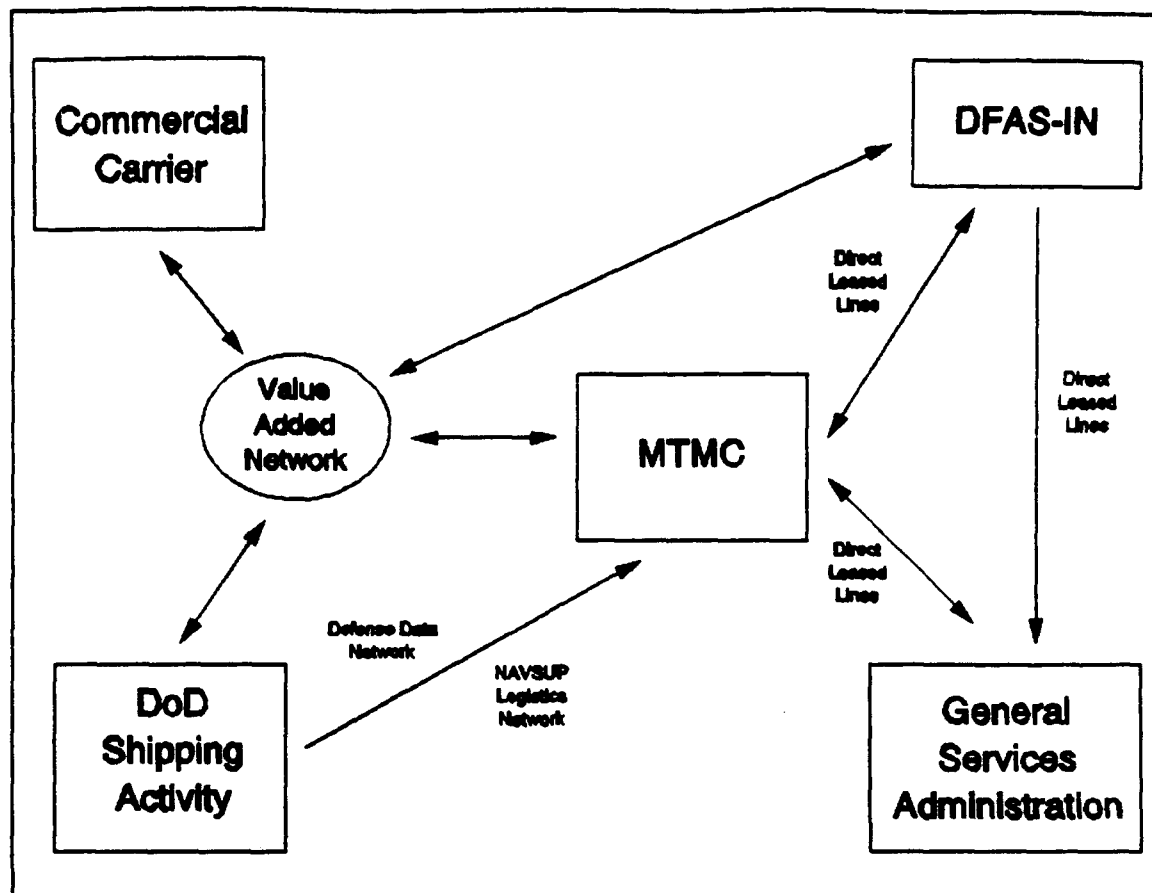 Commercial
Carrier
DFAS-IN
Direct
Leased
Lines
Value
Added
Network
MTMC
Direct
Leased
Lines
Direct
Leased
Lines
Defense Data
Network
NAVSUP
Logistics
Network
DoD
Shipping
Activity
General
Services
Administration